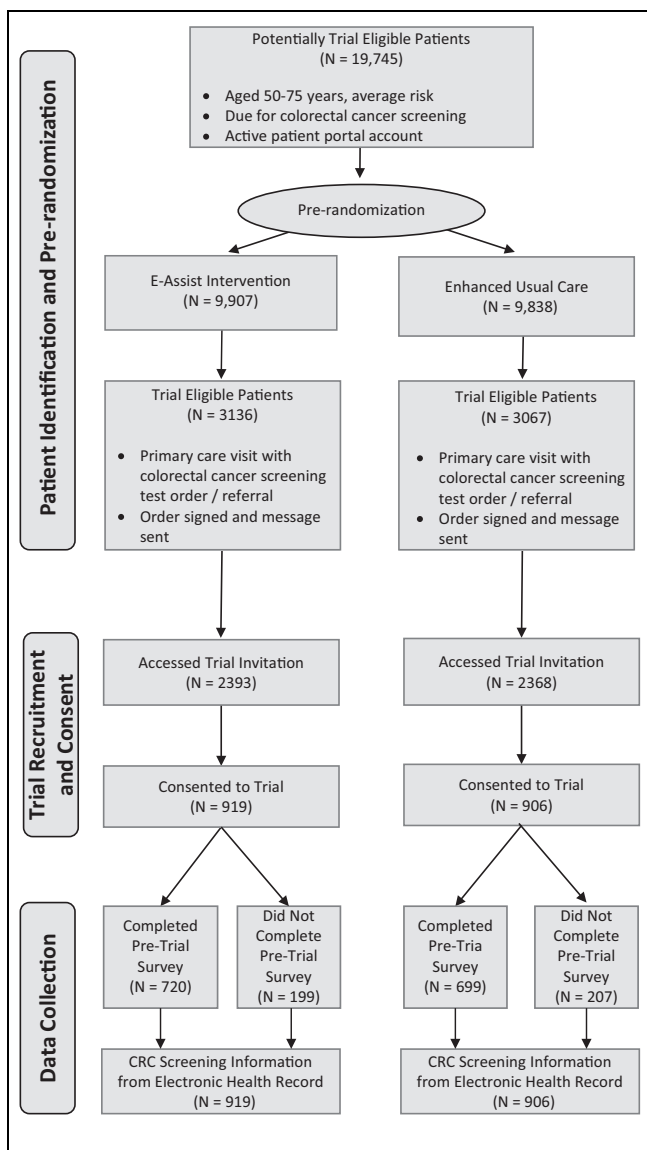 Patient Identification and Pre-randomization
Potentially Trial Eligible Patients
(N = 19,745)
• Aged 50-75 years, average risk
• Due for colorectal cancer screening
• Active patient portal account
Pre-randomization
E-Assist Intervention
(N = 9,907)
Enhanced Usual Care
(N = 9,838)
Trial Eligible Patients
(N = 3136)
• Primary care visit with
colorectal cancer screening
test order / referral
• Order signed and message
sent
Trial Eligible Patients
(N = 3067)
• Primary care visit with
colorectal cancer screening
test order / referral
• Order signed and message
sent
Trial Recruitment
and Consent
Accessed Trial Invitation
(N = 2393)
Accessed Trial Invitation
(N = 2368)
Consented to Trial
(N = 919)
Consented to Trial
(N = 906)
Data Collection
Completed
Pre-Trial
Survey
(N = 720)
Did Not
Complete
Pre-Trial
Survey
(N = 199)
Completed
Pre-Tria
Survey
(N = 699)
Did Not
Complete
Pre-Trial
Survey
(N = 207)
CRC Screening Information
from Electronic Health Record
(N = 919)
CRC Screening Information
from Electronic Health Record
(N = 906)